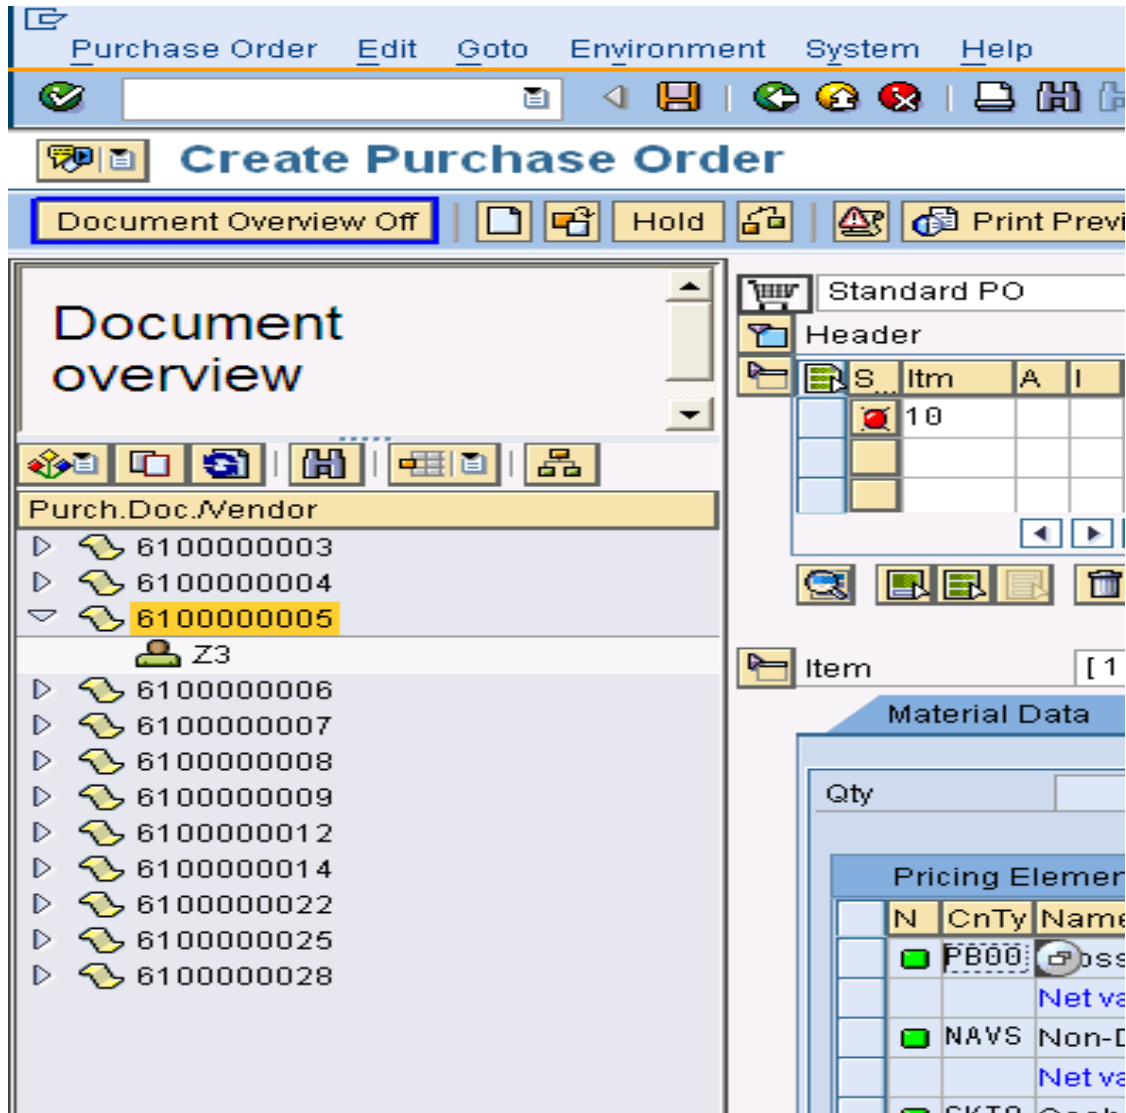 Purchase Order Edit Goto Environment System Help
Create Purchase Order
Document Overview Off Hold Print Previ
Document
overview
Purch.Doc./Vendor
6100000003
6100000004
6100000005
Z3
6100000006
6100000007
6100000008
6100000009
6100000012
6100000014
6100000022
6100000025
6100000028
Standard PO
Header
S... Itm A I
10
Item [ 1
Material Data
Qty
Pricing Elemen
N CnTy Name
PB00 oss
Net va
NAVS Non-D
Net va